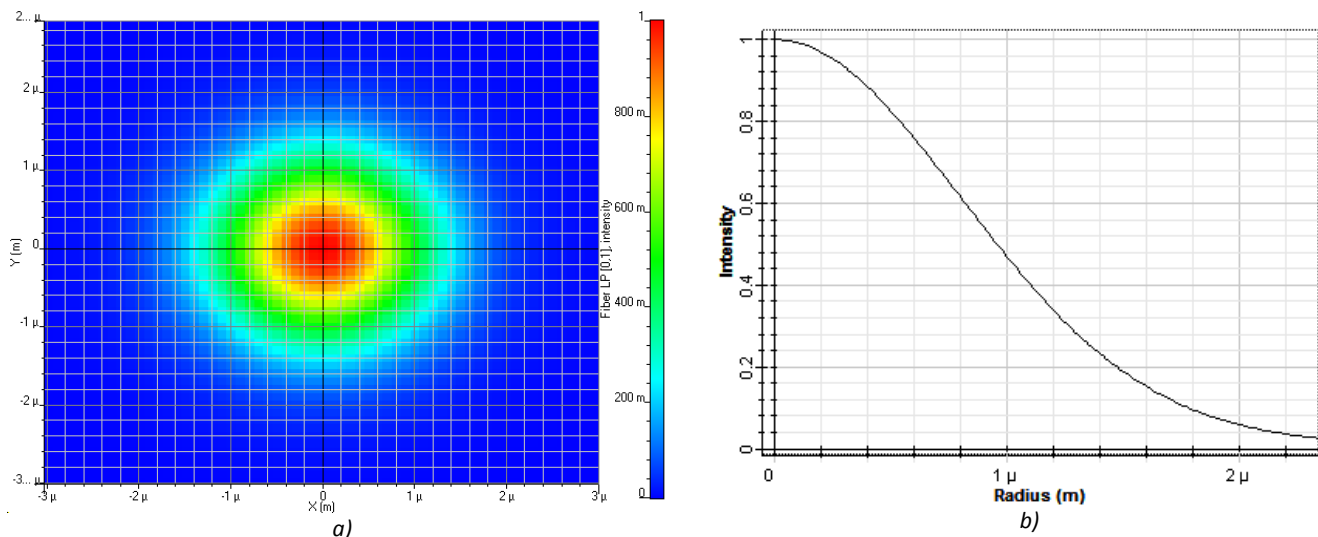 2... µ
2 µ
1 µ
0
-1 µ
-2 µ
-3... µ
Y (m)
-3 µ
-2 µ
-1 µ
0
1 µ
2 µ
3 µ
X (m)
1
800 m
600 m
400 m
200 m
0
Fiber LP [0,1], intensity
a)
1
0.8
0.6
0.4
0.2
0
Intensity
0
1 µ
2 µ
Radius (m)
b)